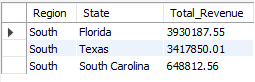 Region State Total_Revenue
South Florida 3930187.55
South Texas 3417850.01
South South Carolina 648812.56